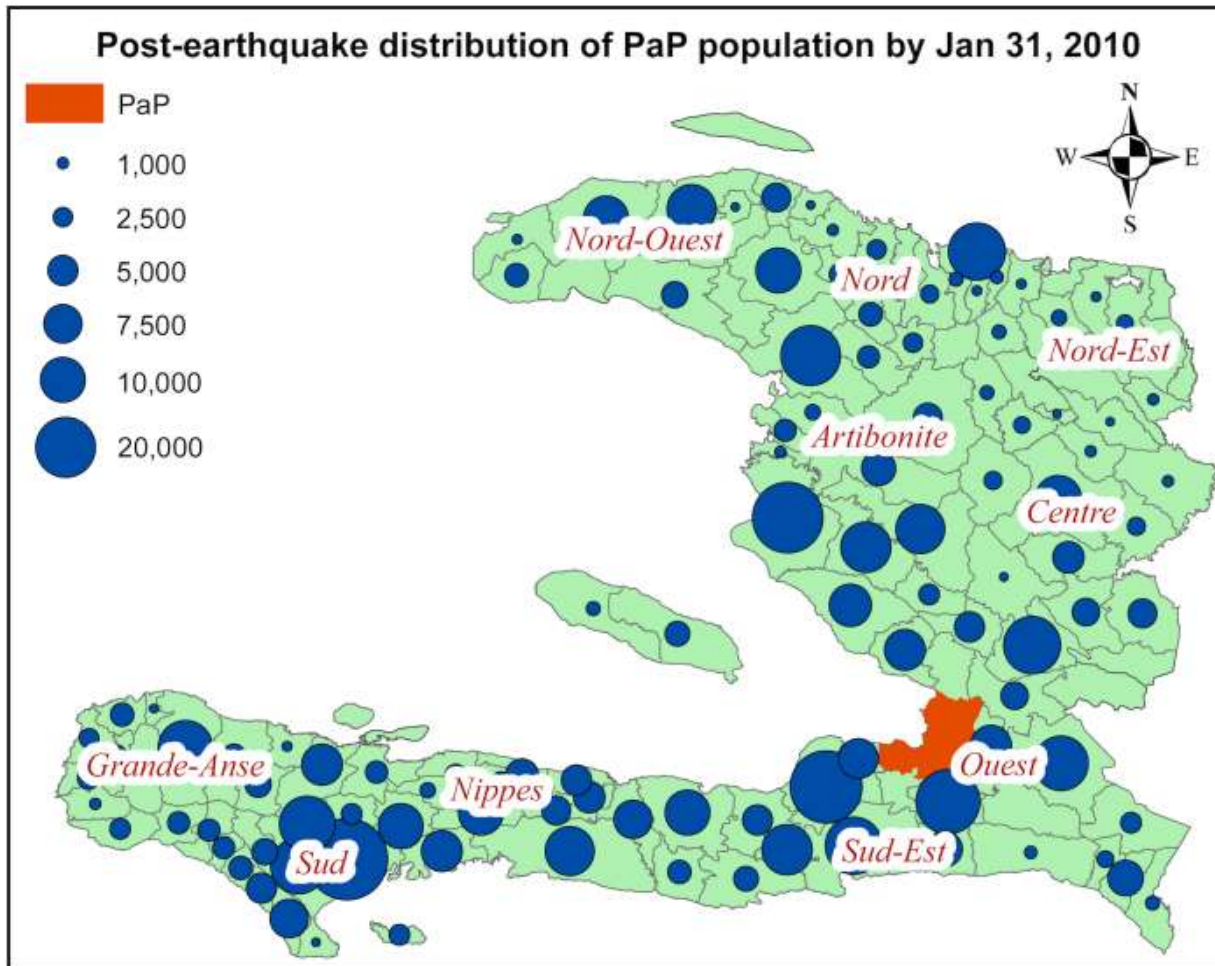 Post-earthquake distribution of PaP population by Jan 31, 2010
PaP
1,000
2,500
5,000
7,500
10,000
20,000
N
W E
S
Nord-Ouest
Nord
Nord-Est
Artibonite
Centre
Grande-Anse
Nippes
Ouest
Sud
Sud-Est